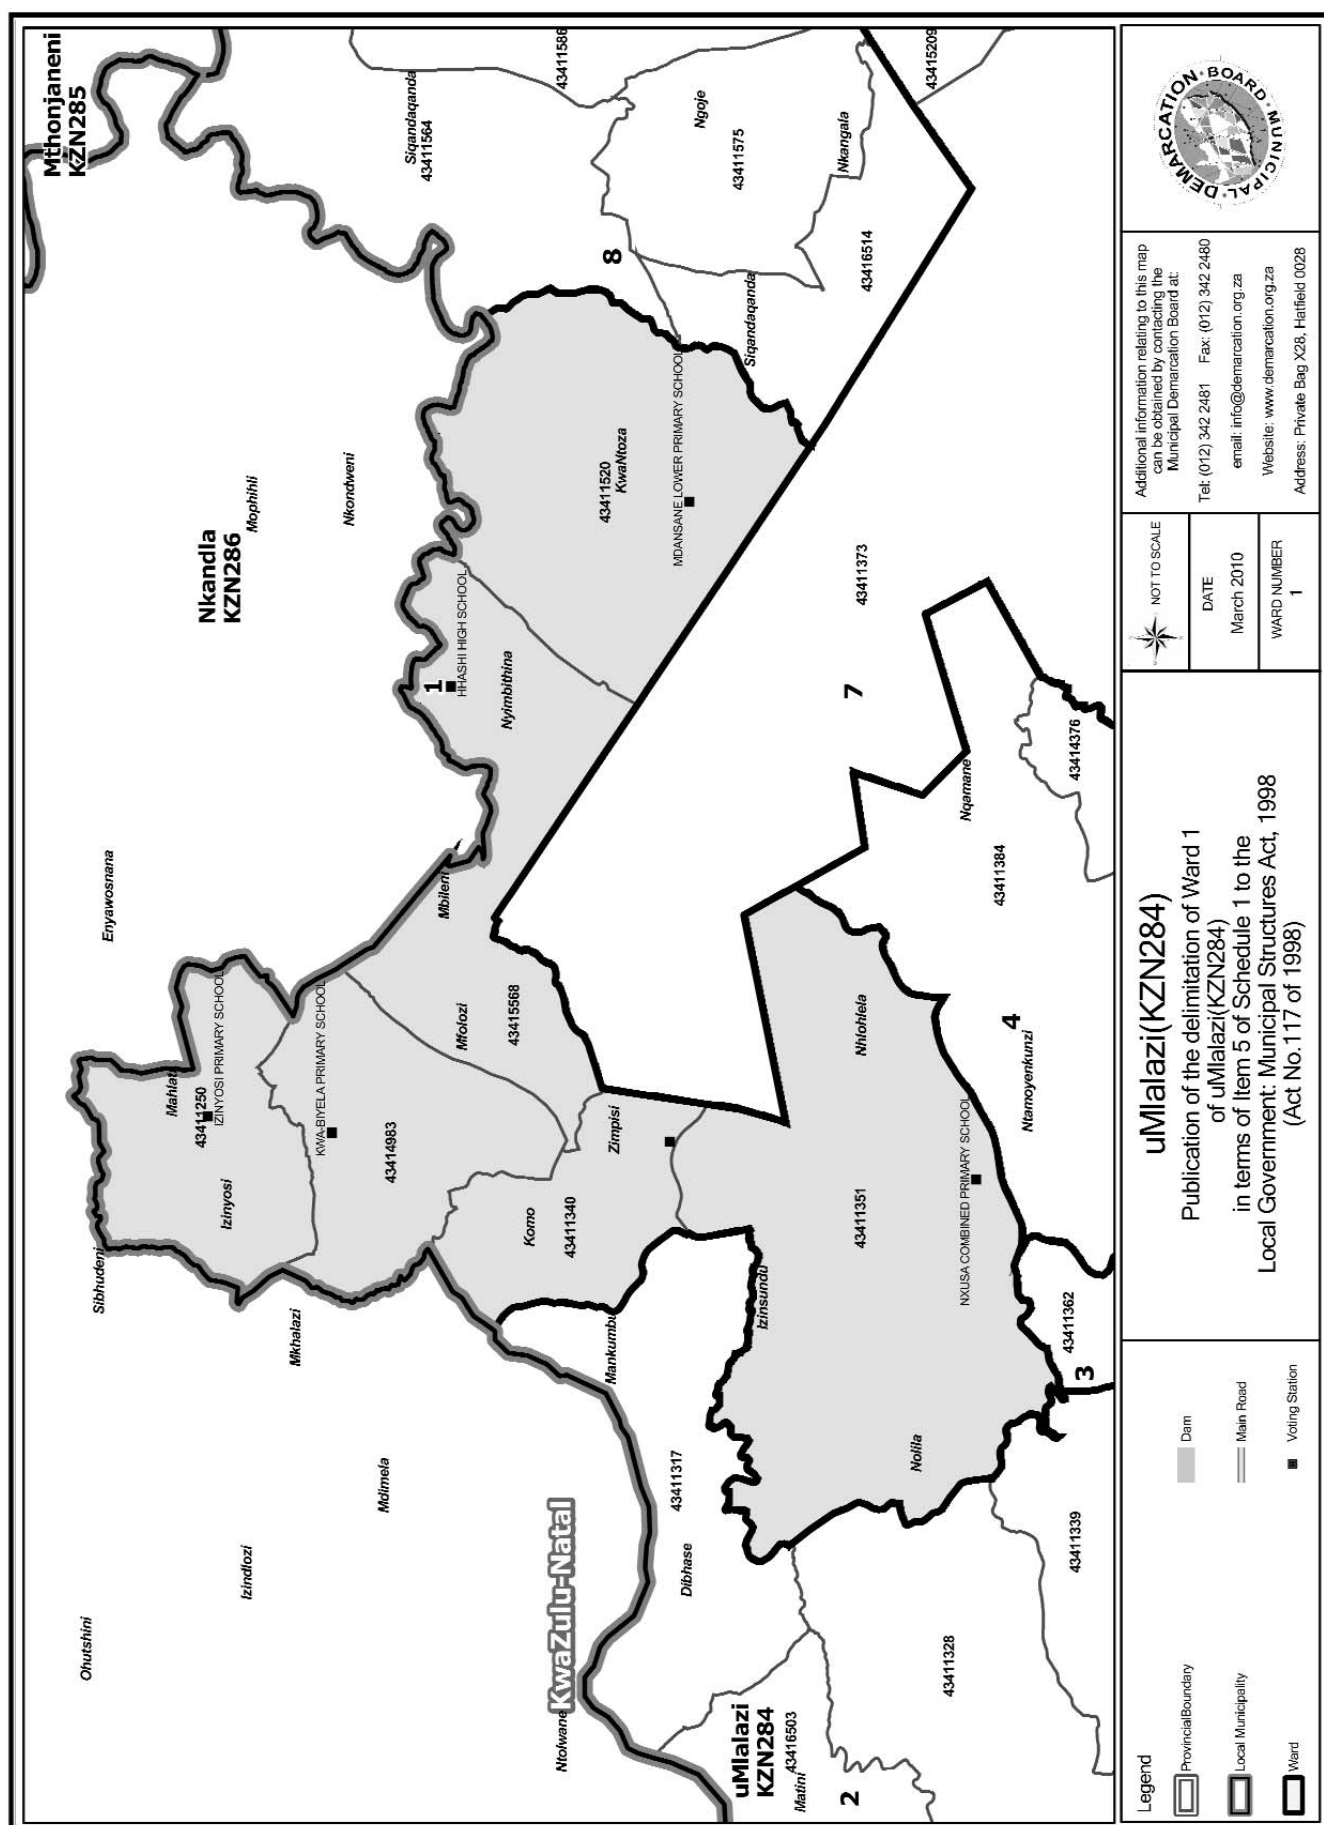 Mthonjaneni
KZN285
Nkandla
KZN286
KwaZulu-Natal
uMlalazi
KZN284
Ohutshini
Sibhudeni
Enyawosnana
Mophihli
Nkondweni
Izindlozi
Mkhalazi
Mdimela
Ntolwane
Mahlati
43411250
IZINYOSI PRIMARY SCHOOL
Izinyosi
KWA-BIYELA PRIMARY SCHOOL
43414983
Mbileni
Mfolozi
43415568
Komo
43411340
Zimpisi
1
HHASHI HIGH SCHOOL
Nyimbithina
43411520
KwaNtoza
MDANSANE LOWER PRIMARY SCHOOL
Siqandaqanda
43411564
43411586
8
Ngoje
43411575
Nkangala
Siqandaqanda
43416514
43415209
Mankumbu
43411317
Dibhase
Izinsundu
43411351
Nhlohlela
NXUSA COMBINED PRIMARY SCHOOL
Nolila
43416503
Matini
2
43411328
43411339
3
43411362
4
Ntamoyenkunzi
43411384
Nqamane
43414376
7
43411373
Legend
ProvincialBoundary
Local Municipality
Ward
Dam
Main Road
Voting Station
uMlalazi(KZN284)
Publication of the delimitation of Ward 1
of uMlalazi(KZN284)
in terms of Item 5 of Schedule 1 to the
Local Government: Municipal Structures Act, 1998
(Act No.117 of 1998)
NOT TO SCALE
DATE
March 2010
WARD NUMBER
1
Additional information relating to this map
can be obtained by contacting the
Municipal Demarcation Board at:
Tel: (012) 342 2481 Fax: (012) 342 2480
email: info@demarcation.org.za
Website: www.demarcation.org.za
Address: Private Bag X28, Hatfield 0028
MUNICIPAL DEMARCATION BOARD